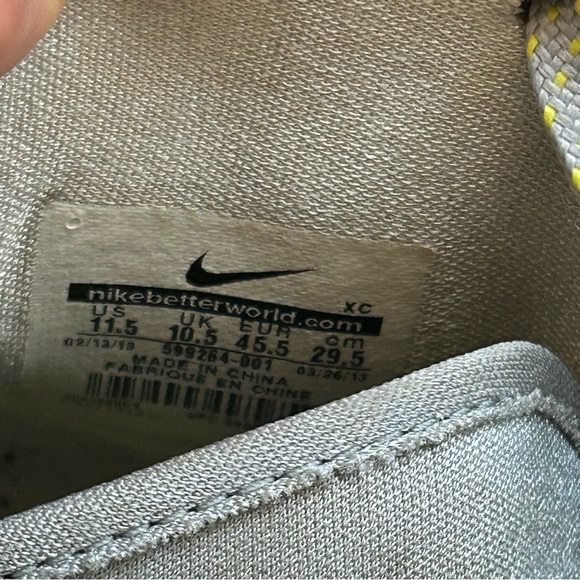 XC
nikebetterworld.com
US UK EUR cm
11.5 10.5 45.5 29.5
02/13/13 599264-001 03/26/13
MADE IN CHINA
FABRIQUE EN CHINE